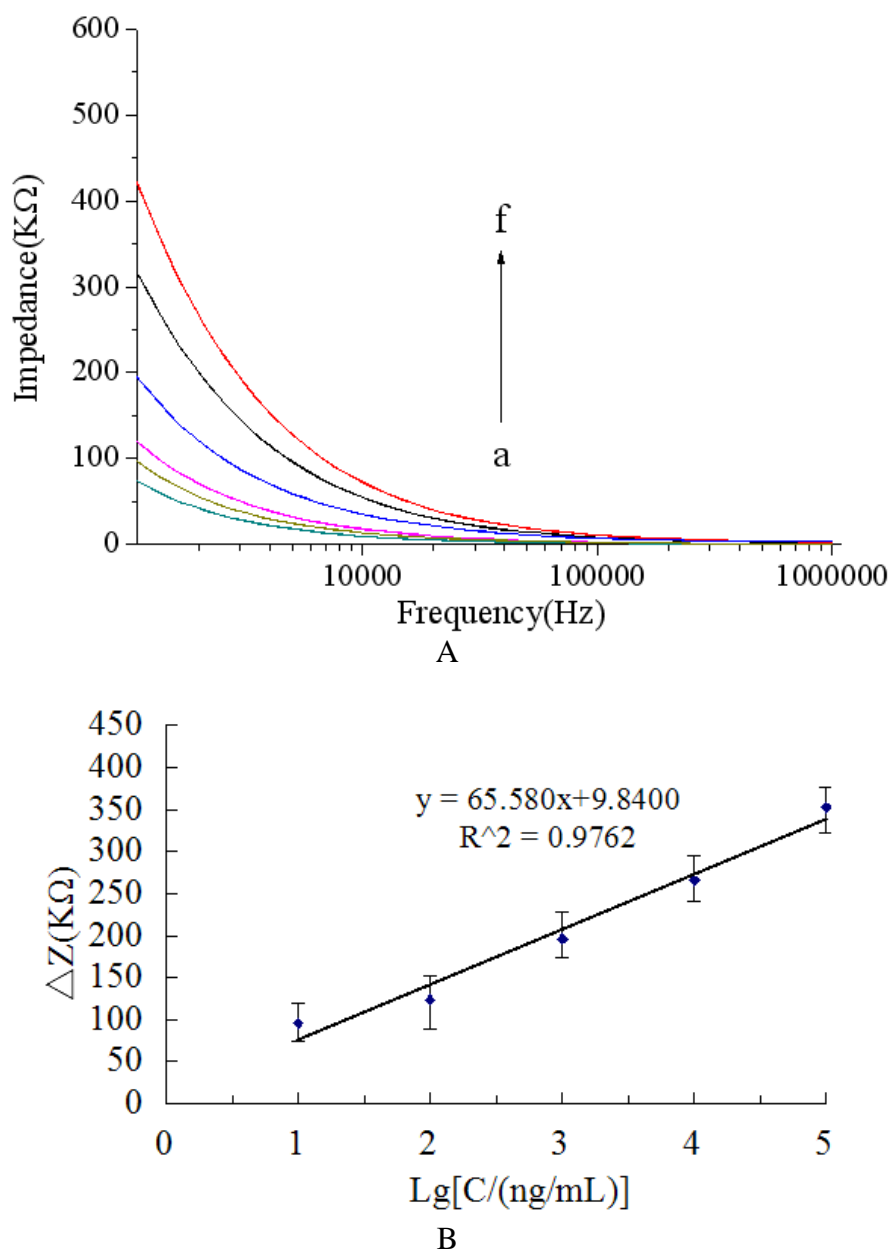 600
500
400
300
200
100
0
Impedance(KΩ)
f
a
10000
100000
1000000
Frequency(Hz)
A
450
400
350
300
250
200
150
100
50
0
△Z(KΩ)
y = 65.580x+9.8400
R^2 = 0.9762
0 1 2 3 4 5
Lg[C/(ng/mL)]
B